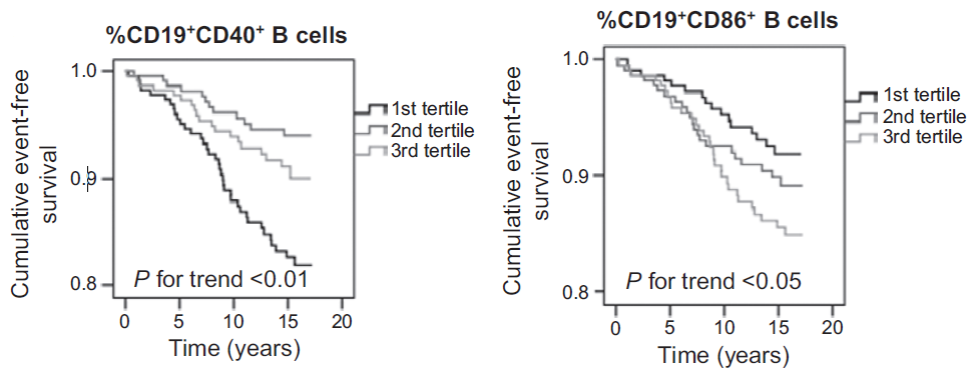 %CD19⁺CD40⁺ B cells
1.0
0.9
0.8
Cumulative event-free
survival
1st tertile
2nd tertile
3rd tertile
P for trend <0.01
0 5 10 15 20
Time (years)
%CD19⁺CD86⁺ B cells
1.0
0.9
0.8
Cumulative event-free
survival
1st tertile
2nd tertile
3rd tertile
P for trend <0.05
0 5 10 15 20
Time (years)